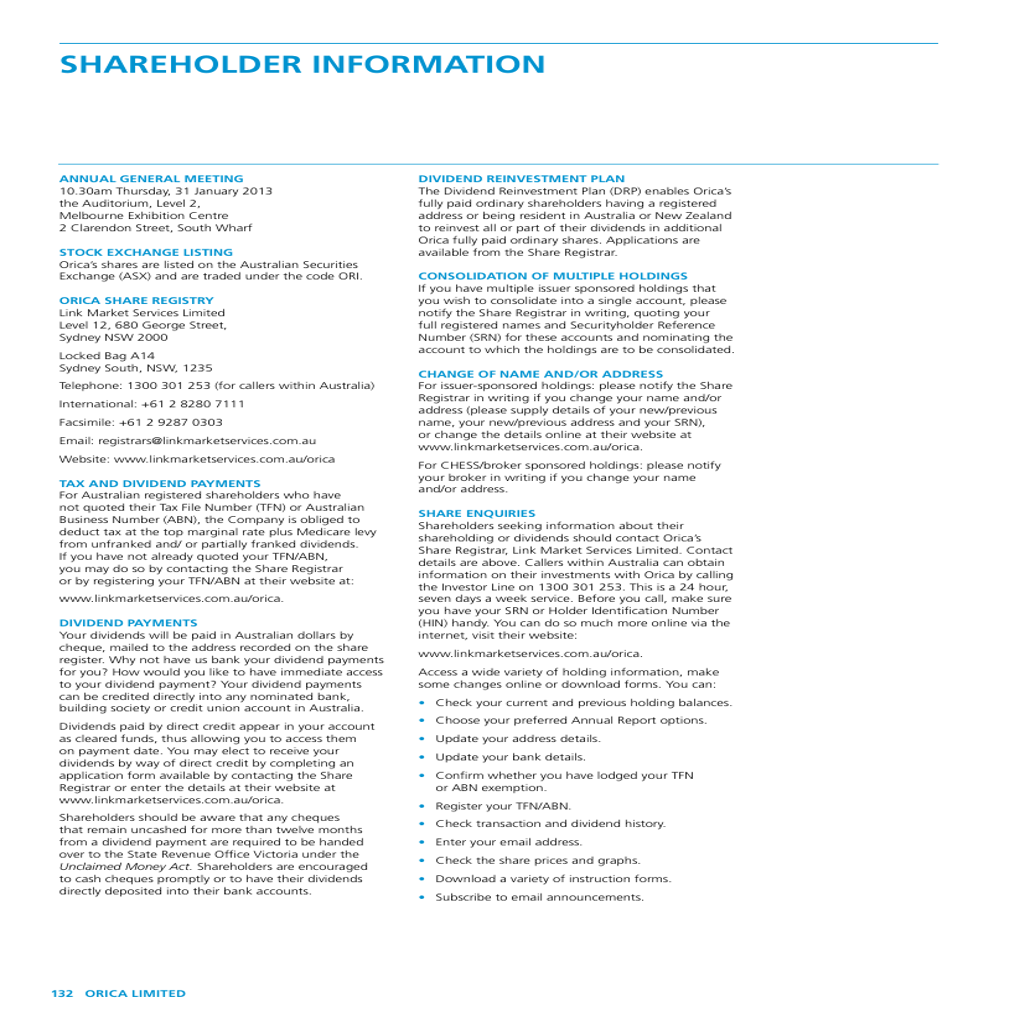 SHAREHOLDER INFORMATION
ANNUAL GENERAL MEETING
10.30am Thursday, 31 January 2013
the Auditorium, Level 2,
Melbourne Exhibition Centre
2 Clarendon Street, South Wharf
STOCK EXCHANGE LISTING
Orica’s shares are listed on the Australian Securities
Exchange (ASX) and are traded under the code ORI.
ORICA SHARE REGISTRY
Link Market Services Limited
Level 12, 680 George Street,
Sydney NSW 2000
Locked Bag A14
Sydney South, NSW, 1235
Telephone: 1300 301 253 (for callers within Australia)
International: +61 2 8280 7111
Facsimile: +61 2 9287 0303
Email: registrars@linkmarketservices.com.au
Website: www.linkmarketservices.com.au/orica
TAX AND DIVIDEND PAYMENTS
For Australian registered shareholders who have
not quoted their Tax File Number (TFN) or Australian
Business Number (ABN), the Company is obliged to
deduct tax at the top marginal rate plus Medicare levy
from unfranked and/ or partially franked dividends.
If you have not already quoted your TFN/ABN,
you may do so by contacting the Share Registrar
or by registering your TFN/ABN at their website at:
www.linkmarketservices.com.au/orica.
DIVIDEND PAYMENTS
Your dividends will be paid in Australian dollars by
cheque, mailed to the address recorded on the share
register. Why not have us bank your dividend payments
for you? How would you like to have immediate access
to your dividend payment? Your dividend payments
can be credited directly into any nominated bank,
building society or credit union account in Australia.
Dividends paid by direct credit appear in your account
as cleared funds, thus allowing you to access them
on payment date. You may elect to receive your
dividends by way of direct credit by completing an
application form available by contacting the Share
Registrar or enter the details at their website at
www.linkmarketservices.com.au/orica.
Shareholders should be aware that any cheques
that remain uncashed for more than twelve months
from a dividend payment are required to be handed
over to the State Revenue Office Victoria under the
Unclaimed Money Act. Shareholders are encouraged
to cash cheques promptly or to have their dividends
directly deposited into their bank accounts.
DIVIDEND REINVESTMENT PLAN
The Dividend Reinvestment Plan (DRP) enables Orica’s
fully paid ordinary shareholders having a registered
address or being resident in Australia or New Zealand
to reinvest all or part of their dividends in additional
Orica fully paid ordinary shares. Applications are
available from the Share Registrar.
CONSOLIDATION OF MULTIPLE HOLDINGS
If you have multiple issuer sponsored holdings that
you wish to consolidate into a single account, please
notify the Share Registrar in writing, quoting your
full registered names and Securityholder Reference
Number (SRN) for these accounts and nominating the
account to which the holdings are to be consolidated.
CHANGE OF NAME AND/OR ADDRESS
For issuer-sponsored holdings: please notify the Share
Registrar in writing if you change your name and/or
address (please supply details of your new/previous
name, your new/previous address and your SRN),
or change the details online at their website at
www.linkmarketservices.com.au/orica.
For CHESS/broker sponsored holdings: please notify
your broker in writing if you change your name
and/or address.
SHARE ENQUIRIES
Shareholders seeking information about their
shareholding or dividends should contact Orica’s
Share Registrar, Link Market Services Limited. Contact
details are above. Callers within Australia can obtain
information on their investments with Orica by calling
the Investor Line on 1300 301 253. This is a 24 hour,
seven days a week service. Before you call, make sure
you have your SRN or Holder Identification Number
(HIN) handy. You can do so much more online via the
internet, visit their website:
www.linkmarketservices.com.au/orica.
Access a wide variety of holding information, make
some changes online or download forms. You can:
• Check your current and previous holding balances.
• Choose your preferred Annual Report options.
• Update your address details.
• Update your bank details.
• Confirm whether you have lodged your TFN
or ABN exemption.
• Register your TFN/ABN.
• Check transaction and dividend history.
• Enter your email address.
• Check the share prices and graphs.
• Download a variety of instruction forms.
• Subscribe to email announcements.
132 ORICA LIMITED